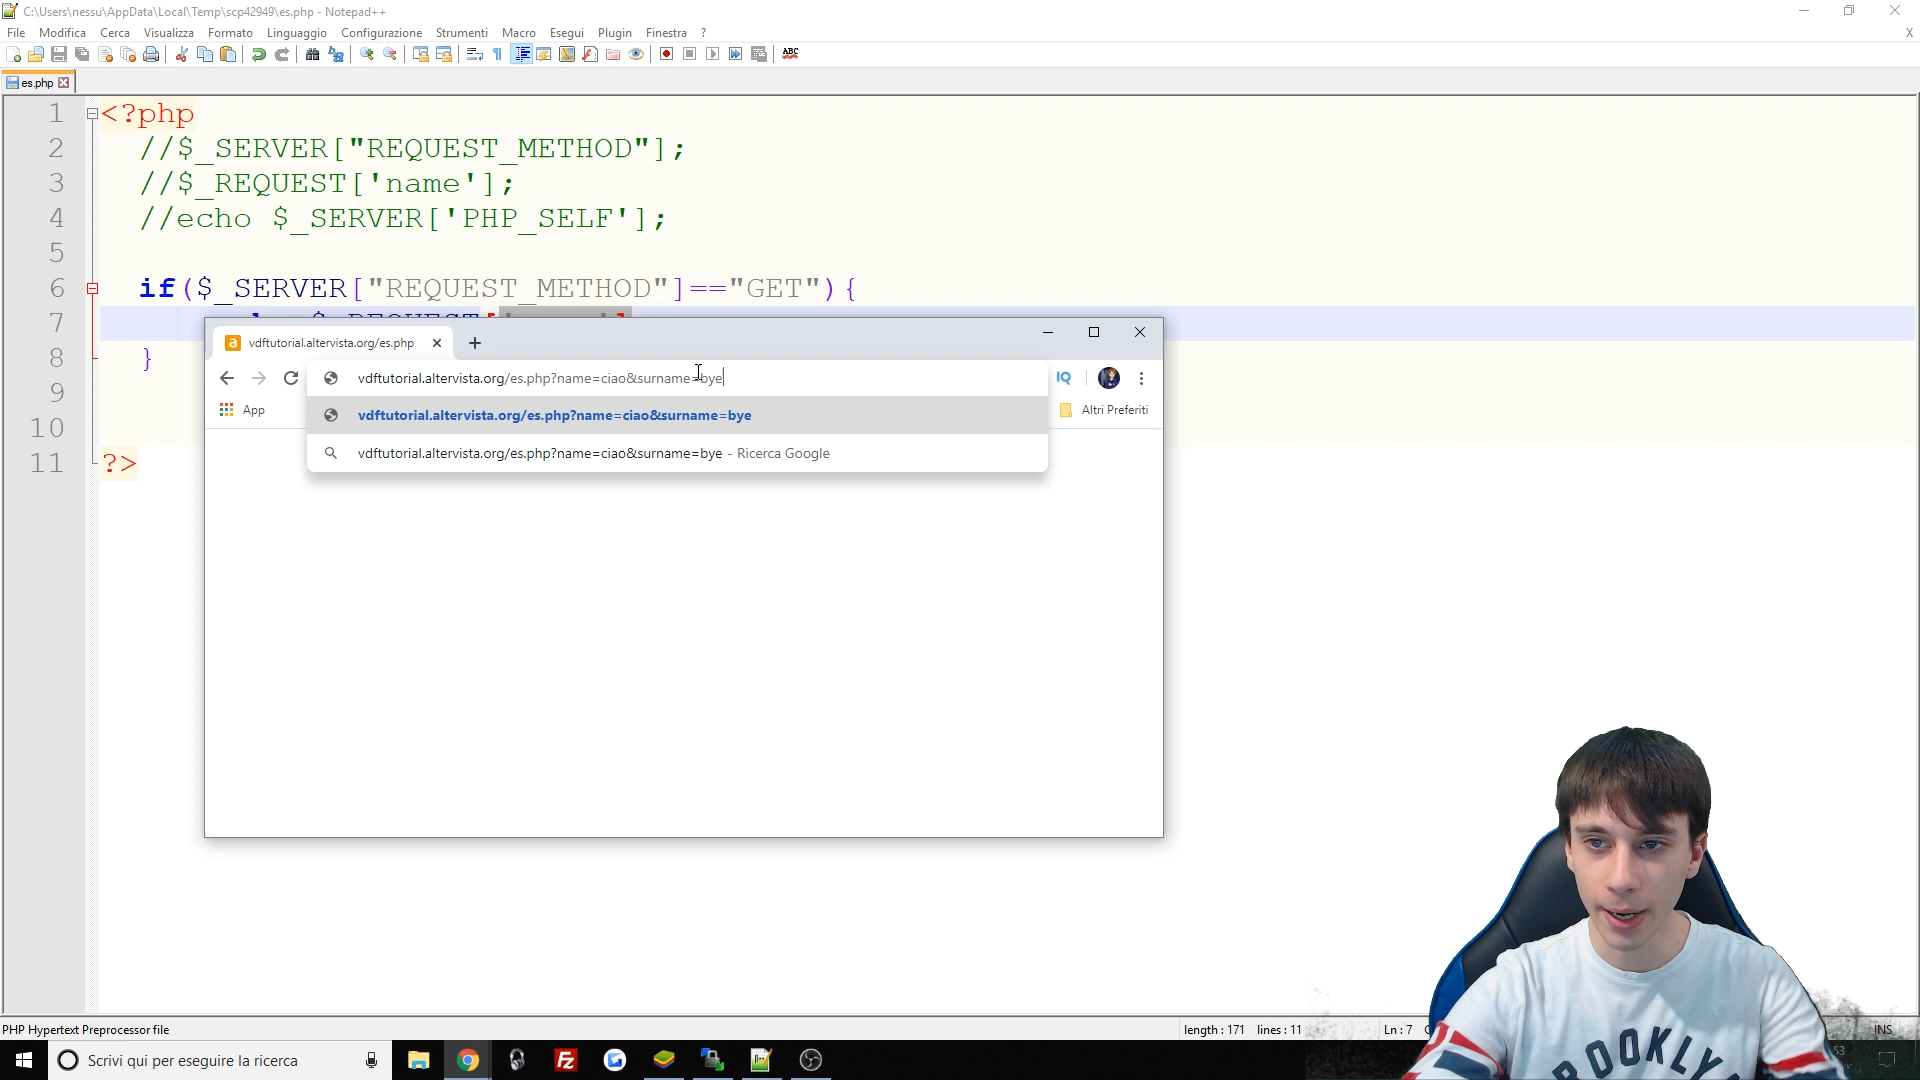 C:\Users\nessu\AppData\Local\Temp\scp42949\es.php - Notepad++
File Modifica Cerca Visualizza Formato Linguaggio Configurazione Strumenti Macro Esegui Plugin Finestra ? X
ABC
es.php
1 <?php
2 //$_SERVER["REQUEST_METHOD"];
3 //$_REQUEST['name'];
4 //echo $_SERVER['PHP_SELF'];
5
6 if($_SERVER["REQUEST_METHOD"]=="GET"){
7
8 }
9
10
11 ?>
vdftutorial.altervista.org/es.php
vdftutorial.altervista.org/es.php?name=ciao&surname=bye
IQ
App
Altri Preferiti
vdftutorial.altervista.org/es.php?name=ciao&surname=bye
vdftutorial.altervista.org/es.php?name=ciao&surname=bye - Ricerca Google
PHP Hypertext Preprocessor file
length : 171 lines : 11
Ln : 7
INS
Scrivi qui per eseguire la ricerca
Fz
53
ROOKLY